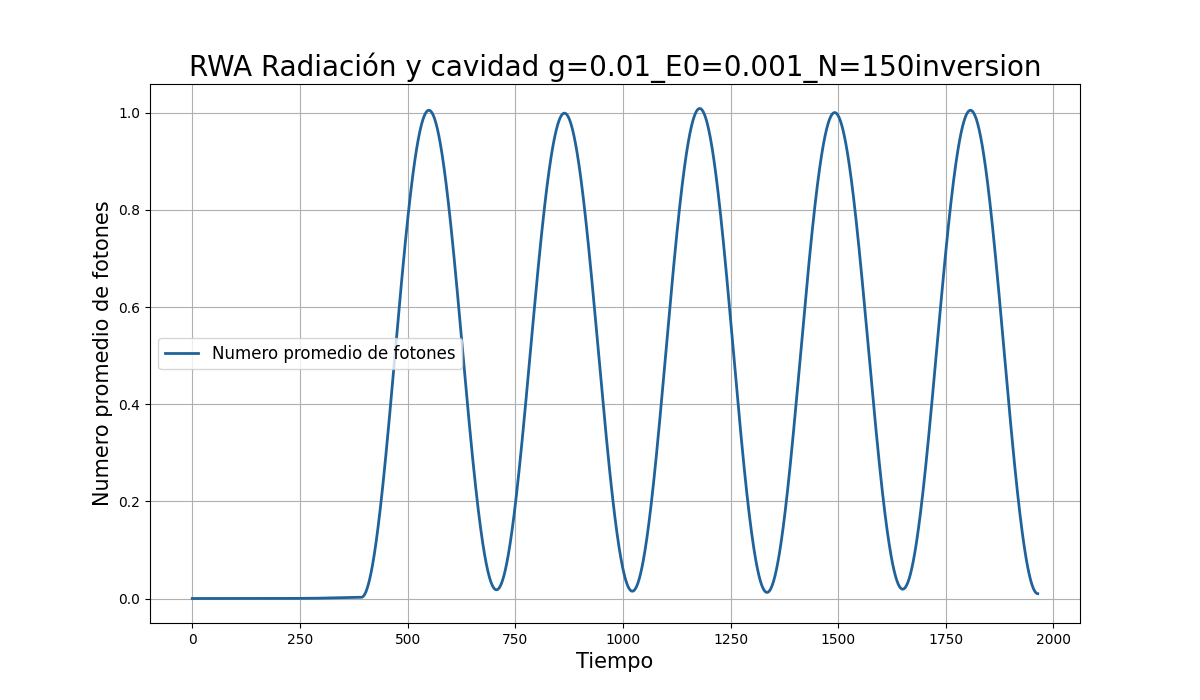 RWA Radiación y cavidad g=0.01_E0=0.001_N=150inversion
Numero promedio de fotones
1.0
0.8
0.6
0.4
0.2
0.0
Numero promedio de fotones
0 250 500 750 1000 1250 1500 1750 2000
Tiempo